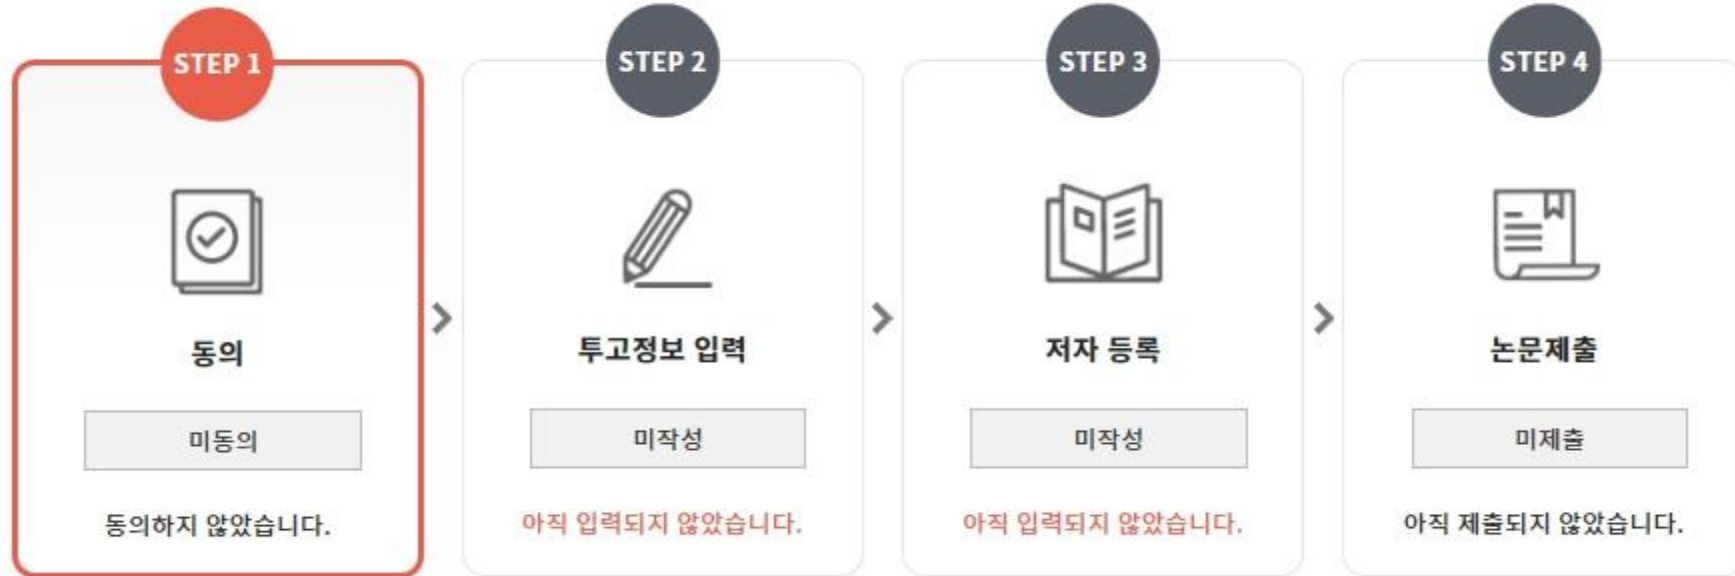 STEP 1
동의
미동의
동의하지 않았습니다.
STEP 2
투고정보 입력
미작성
아직 입력되지 않았습니다.
STEP 3
저자 등록
미작성
아직 입력되지 않았습니다.
STEP 4
논문제출
미제출
아직 제출되지 않았습니다.